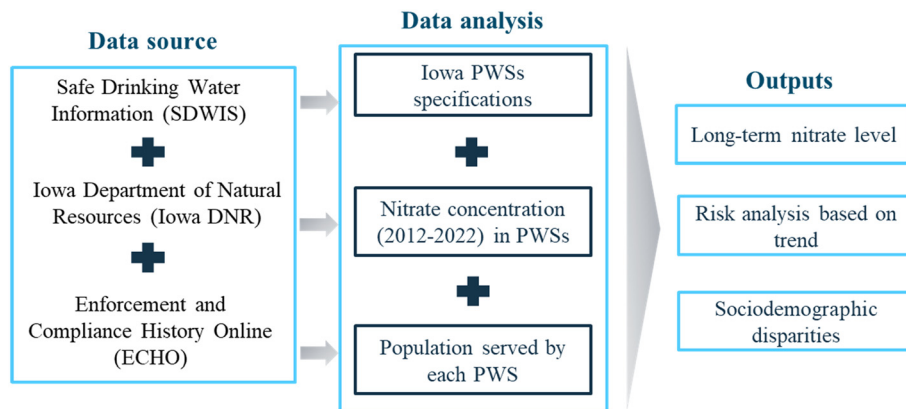 Data source
Safe Drinking Water
Information (SDWIS)
Iowa Department of Natural
Resources (Iowa DNR)
Enforcement and
Compliance History Online
(ECHO)
Data analysis
Iowa PWSs
specifications
Nitrate concentration
(2012-2022) in PWSs
Population served by
each PWS
Outputs
Long-term nitrate level
Risk analysis based on
trend
Sociodemographic
disparities